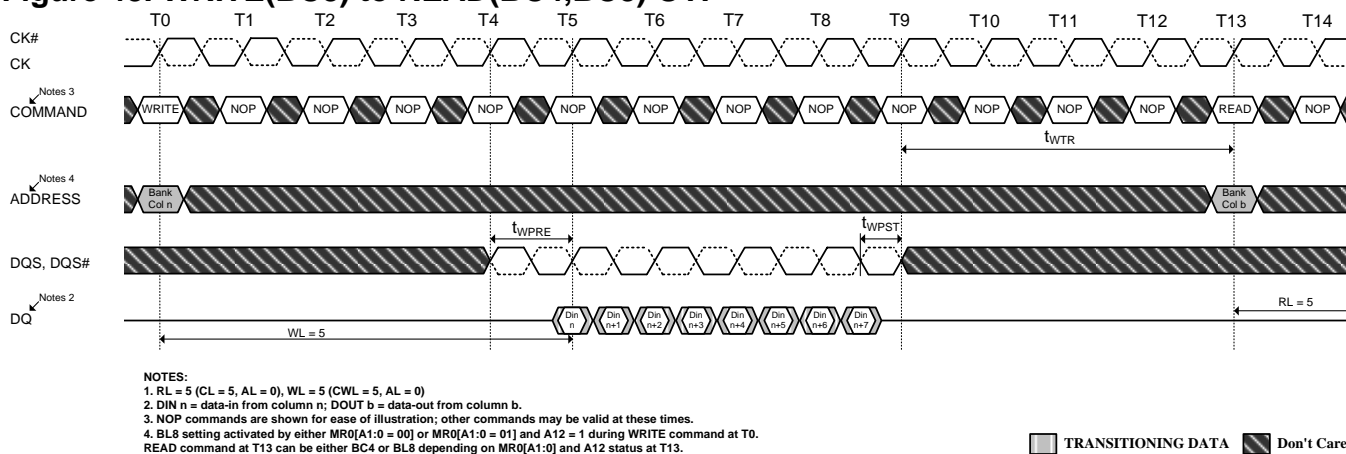 T0 T1 T2 T3 T4 T5 T6 T7 T8 T9 T10 T11 T12 T13 T14
CK#
CK
Notes 3
COMMAND
WRITE NOP NOP NOP NOP NOP NOP NOP NOP NOP NOP NOP NOP READ NOP
tWTR
Notes 4
ADDRESS
Bank
Col n
Bank
Col b
tWPRE
tWPST
DQS, DQS#
Notes 2
DQ
Din
n
Din
n+1
Din
n+2
Din
n+3
Din
n+4
Din
n+5
Din
n+6
Din
n+7
RL = 5
WL = 5
NOTES:
1. RL = 5 (CL = 5, AL = 0), WL = 5 (CWL = 5, AL = 0)
2. DIN n = data-in from column n; DOUT b = data-out from column b.
3. NOP commands are shown for ease of illustration; other commands may be valid at these times.
4. BL8 setting activated by either MR0[A1:0 = 00] or MR0[A1:0 = 01] and A12 = 1 during WRITE command at T0.
READ command at T13 can be either BC4 or BL8 depending on MR0[A1:0] and A12 status at T13.
TRANSITIONING DATA Don't Care